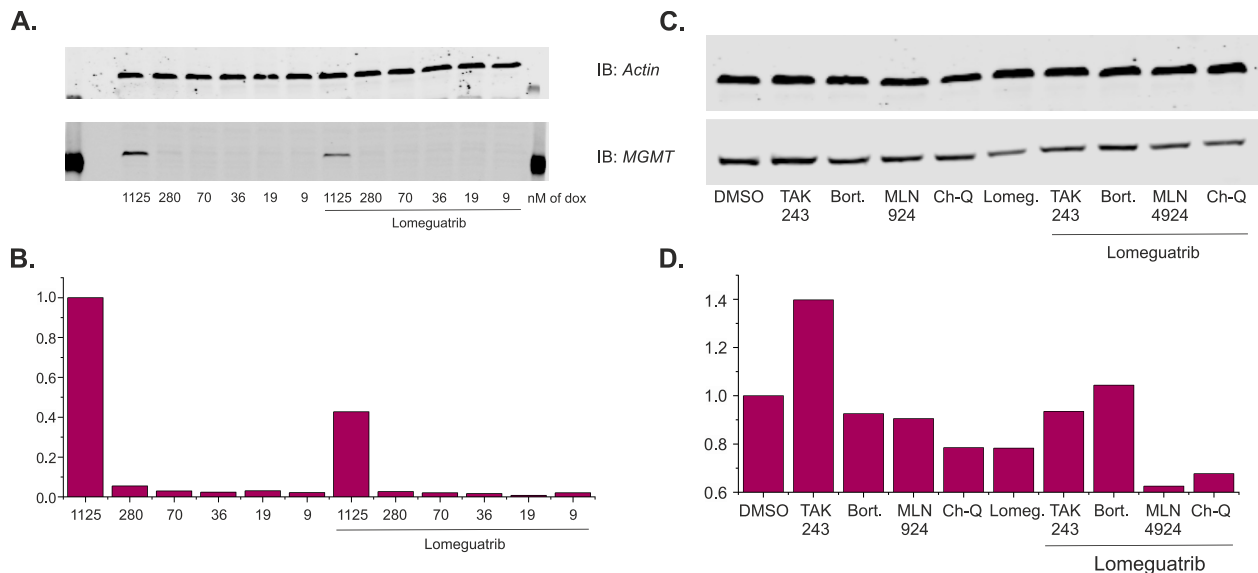 A.
IB: Actin
IB: MGMT
1125 280 70 36 19 9 1125 280 70 36 19 9 nM of dox
Lomeguatrib
B.
1.0
0.8
0.6
0.4
0.2
0.0
1125 280 70 36 19 9 1125 280 70 36 19 9
Lomeguatrib
C.
DMSO TAK Bort. MLN Ch-Q Lomeg. TAK Bort. MLN Ch-Q
243 924 243 4924
Lomeguatrib
D.
1.4
1.2
1.0
0.8
0.6
DMSO TAK Bort. MLN Ch-Q Lomeg. TAK Bort. MLN Ch-Q
243 924 243 4924
Lomeguatrib